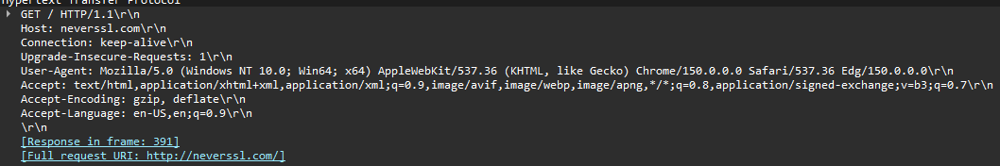 Hypertext Transfer Protocol
GET / HTTP/1.1\r\n
Host: neverssl.com\r\n
Connection: keep-alive\r\n
Upgrade-Insecure-Requests: 1\r\n
User-Agent: Mozilla/5.0 (Windows NT 10.0; Win64; x64) AppleWebKit/537.36 (KHTML, like Gecko) Chrome/150.0.0.0 Safari/537.36 Edg/150.0.0.0\r\n
Accept: text/html,application/xhtml+xml,application/xml;q=0.9,image/avif,image/webp,image/apng,*/*;q=0.8,application/signed-exchange;v=b3;q=0.7\r\n
Accept-Encoding: gzip, deflate\r\n
Accept-Language: en-US,en;q=0.9\r\n
\r\n
[Response in frame: 391]
[Full request URI: http://neverssl.com/]